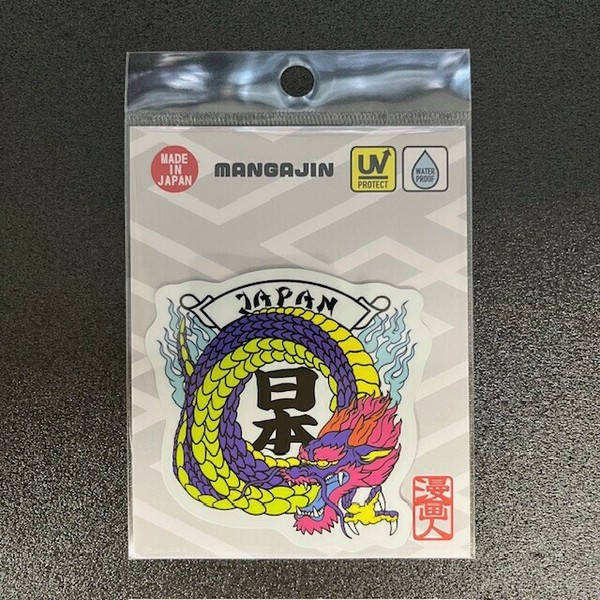 MADE
IN
JAPAN
MANGAJIN
UV
PROTECT
WATER
PROOF
JAPAN
日
本
漫
画
人